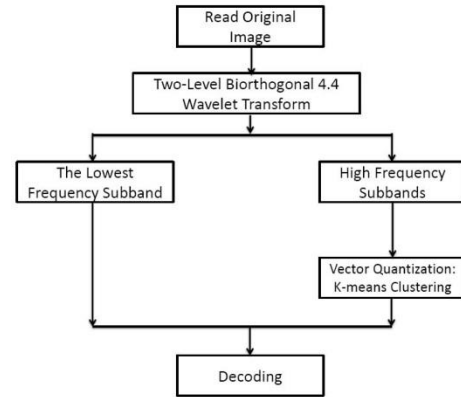 Read Original
Image
Two-Level Biorthogonal 4.4
Wavelet Transform
The Lowest
Frequency Subband
High Frequency
Subbands
Vector Quantization:
K-means Clustering
Decoding